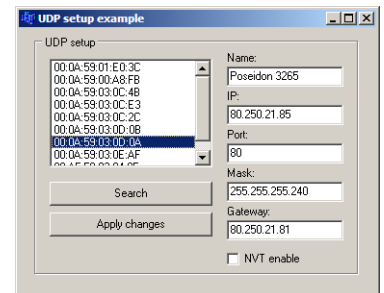 UDP setup example
UDP setup
00:0A:59:01:E0:3C
00:0A:59:00:A8:FB
00:0A:59:03:0C:4B
00:0A:59:03:0C:E3
00:0A:59:03:0C:2C
00:0A:59:03:0D:0B
00:0A:59:03:0D:0A
00:0A:59:03:0E:AF
Search
Apply changes
Name:
Poseidon 3265
IP:
80.250.21.85
Port:
80
Mask:
255.255.255.240
Gateway:
80.250.21.81
NVT enable